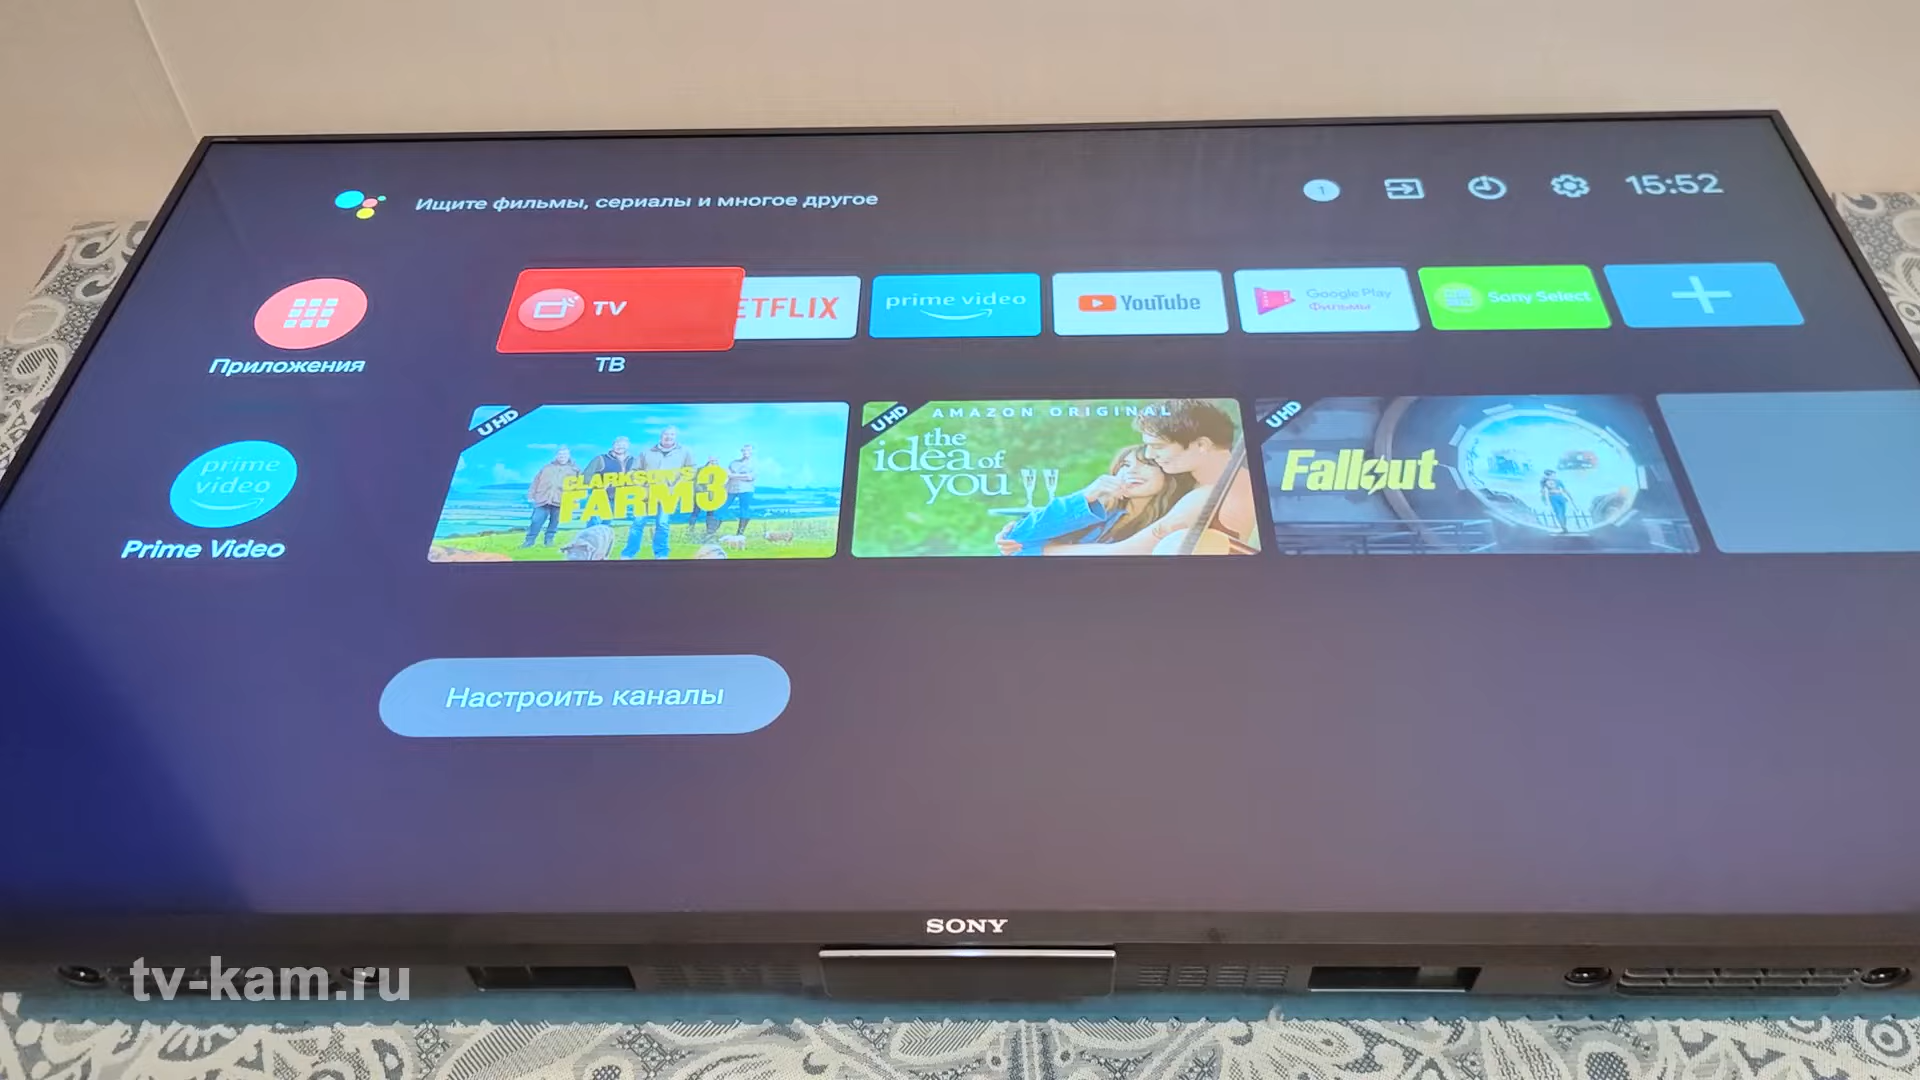 Ищите фильмы, сериалы и многое другое
1
15:52
Приложения
TV
ETFLIX
prime video
YouTube
Google Play
Фильмы
Sony Select
ТВ
prime
video
Prime Video
UHD
CLARKSON'S
FARM3
UHD
AMAZON ORIGINAL
the
idea of
you
UHD
Fallout
Настроить каналы
SONY
tv-kam.ru